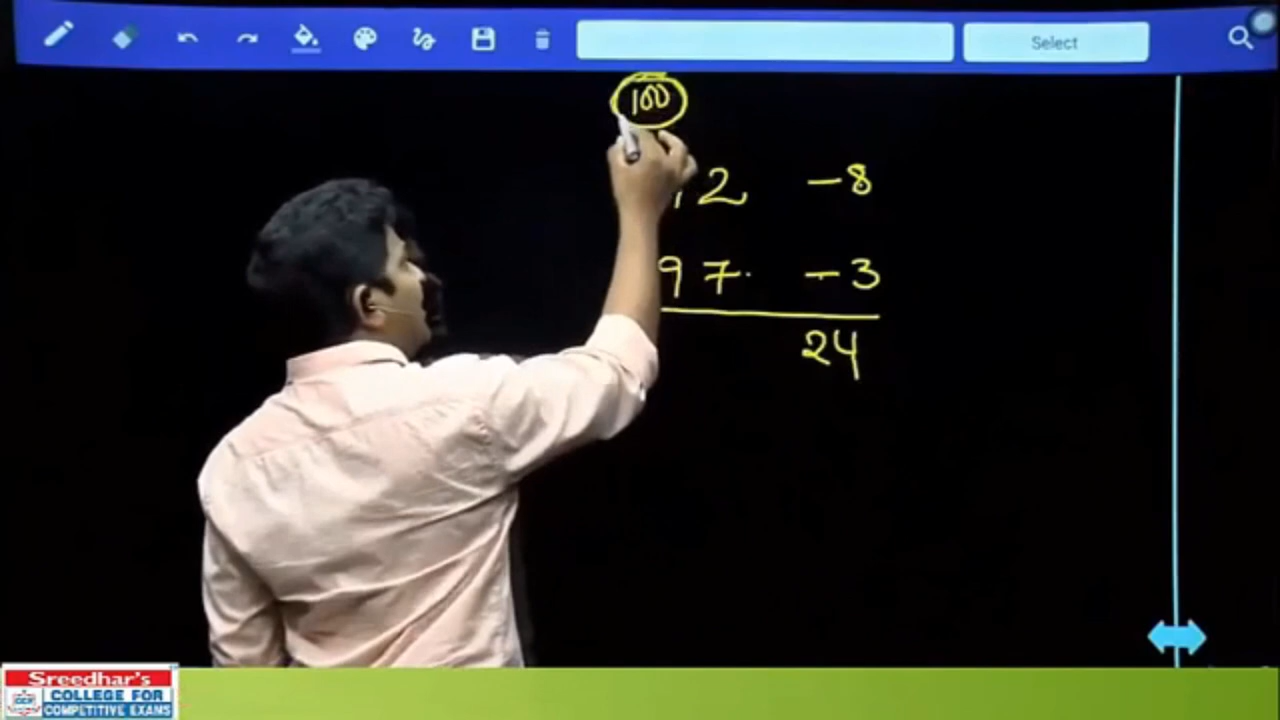 Select
100
2 -8
97. -3
24
Sreedhar's
COLLEGE FOR
COMPETITIVE EXAMS